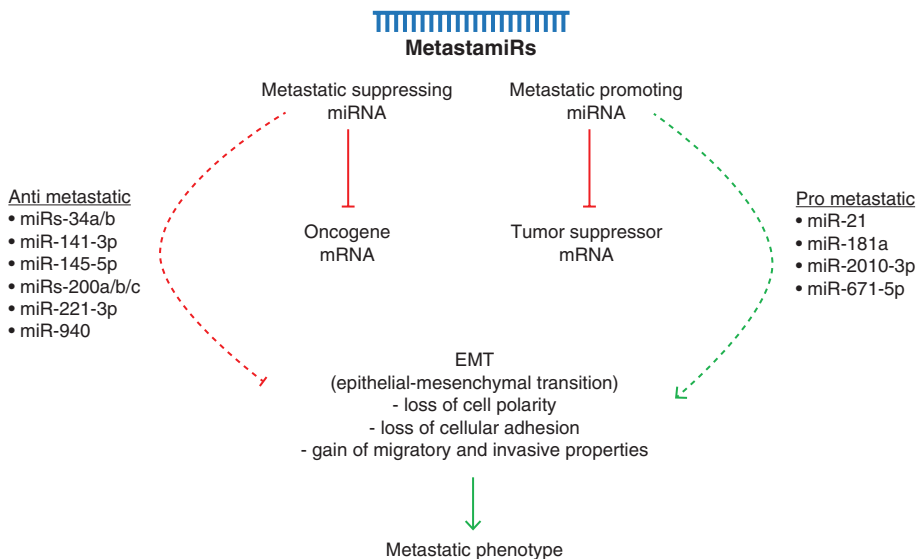 MetastamiRs
Metastatic suppressing
miRNA
Metastatic promoting
miRNA
Anti metastatic
• miRs-34a/b
• miR-141-3p
• miR-145-5p
• miRs-200a/b/c
• miR-221-3p
• miR-940
Oncogene
mRNA
Tumor suppressor
mRNA
Pro metastatic
• miR-21
• miR-181a
• miR-2010-3p
• miR-671-5p
EMT
(epithelial-mesenchymal transition)
- loss of cell polarity
- loss of cellular adhesion
- gain of migratory and invasive properties
Metastatic phenotype